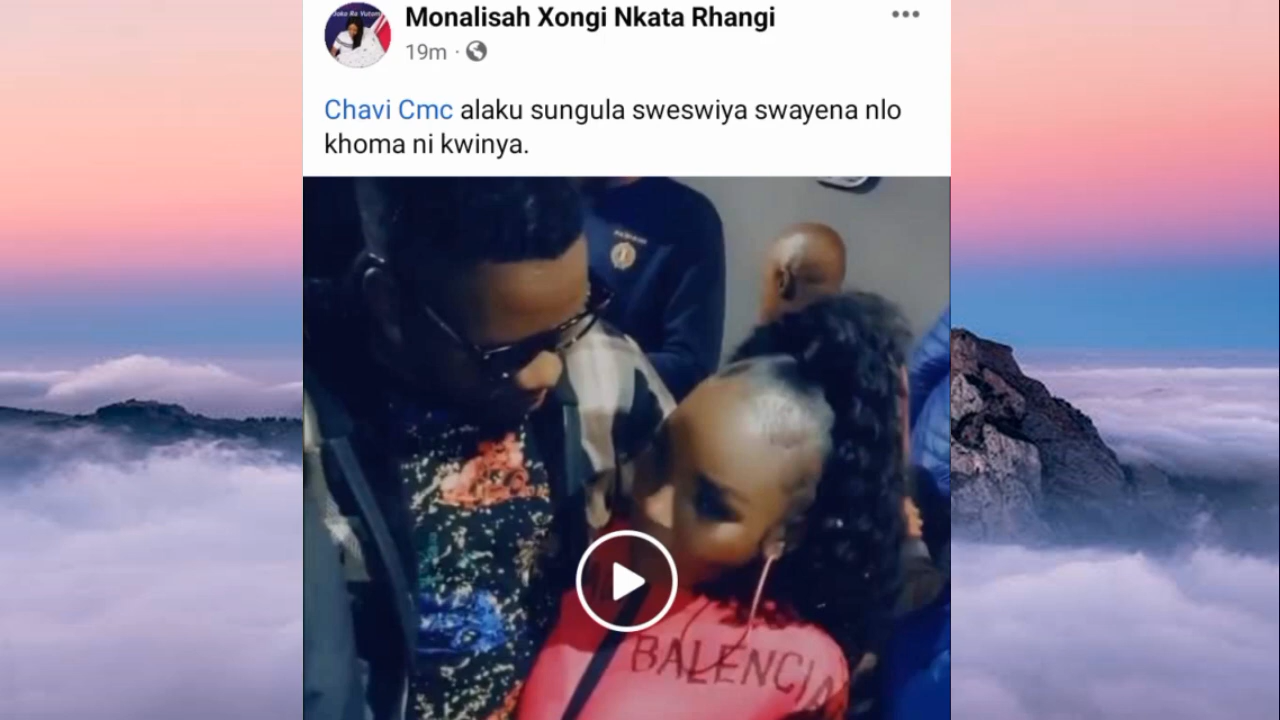 Monalisah Xongi Nkata Rhangi
19m ·
Chavi Cmc alaku sungula sweswiya swayena nlo
khoma ni kwinya.
BALENCIA